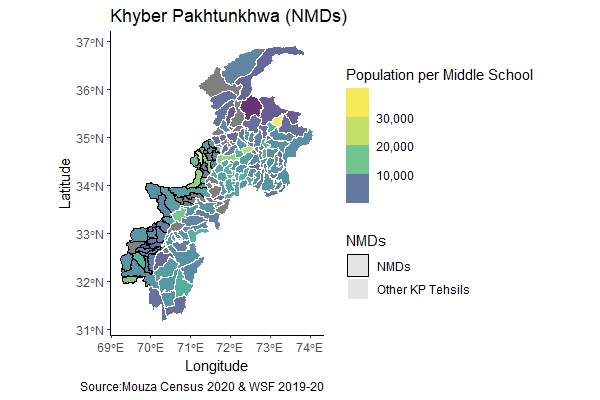 Khyber Pakhtunkhwa (NMDs)
37°N
36°N
35°N
34°N
33°N
32°N
31°N
Latitude
69°E 70°E 71°E 72°E 73°E 74°E
Longitude
Source:Mouza Census 2020 & WSF 2019-20
Population per Middle School
30,000
20,000
10,000
NMDs
NMDs
Other KP Tehsils